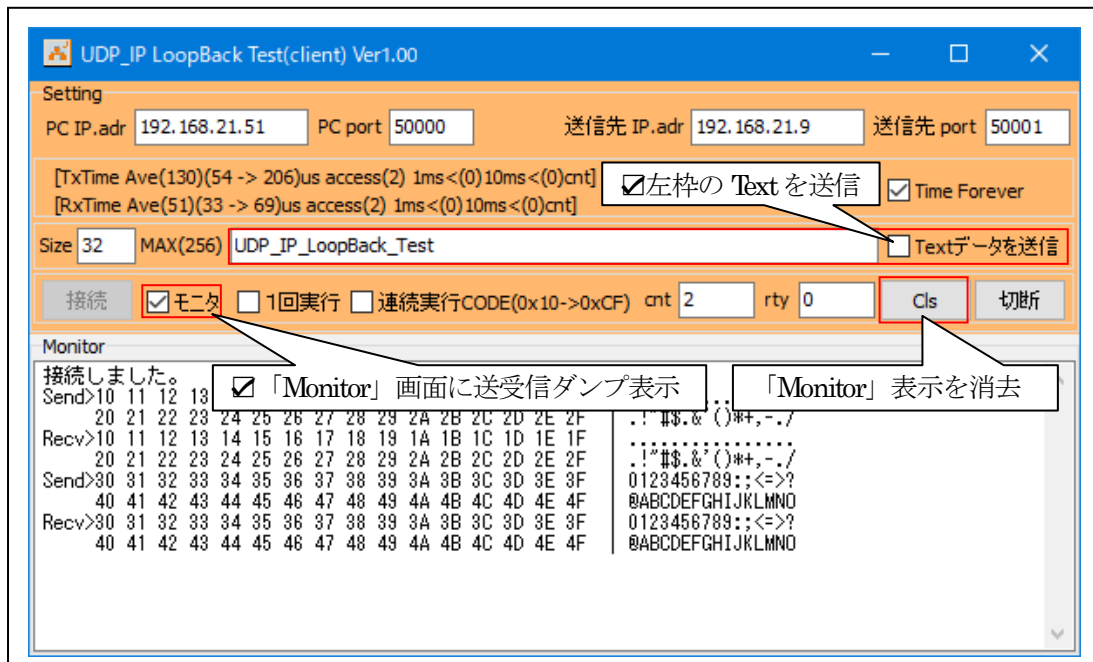 UDP_IP LoopBack Test(client) Ver1.00
Setting
PC IP.adr 192.168.21.51 PC port 50000 送信先 IP.adr 192.168.21.9 送信先 port 50001
[TxTime Ave(130)(54 -> 206)us access(2) 1ms<(0)10ms<(0)cnt]
☑左枠の Text を送信
Time Forever
[RxTime Ave(51)(33 -> 69)us access(2) 1ms<(0)10ms<(0)cnt]
Size 32 MAX(256) UDP_IP_LoopBack_Test Textデータを送信
接続 モニタ 1回実行 連続実行CODE(0x10->0xCF) cnt 2 rty 0 Cls 切断
Monitor
接続しました。
☑「Monitor」画面に送受信ダンプ表示
「Monitor」表示を消去
Send>10 11 12 13
20 21 22 23 24 25 26 27 28 29 2A 2B 2C 2D 2E 2F | .!"#$.&'()*+,-./
Recv>10 11 12 13 14 15 16 17 18 19 1A 1B 1C 1D 1E 1F | ................
20 21 22 23 24 25 26 27 28 29 2A 2B 2C 2D 2E 2F | .!"#$.&'()*+,-./
Send>30 31 32 33 34 35 36 37 38 39 3A 3B 3C 3D 3E 3F | 0123456789:;<=>?
40 41 42 43 44 45 46 47 48 49 4A 4B 4C 4D 4E 4F | @ABCDEFGHIJKLMNO
Recv>30 31 32 33 34 35 36 37 38 39 3A 3B 3C 3D 3E 3F | 0123456789:;<=>?
40 41 42 43 44 45 46 47 48 49 4A 4B 4C 4D 4E 4F | @ABCDEFGHIJKLMNO